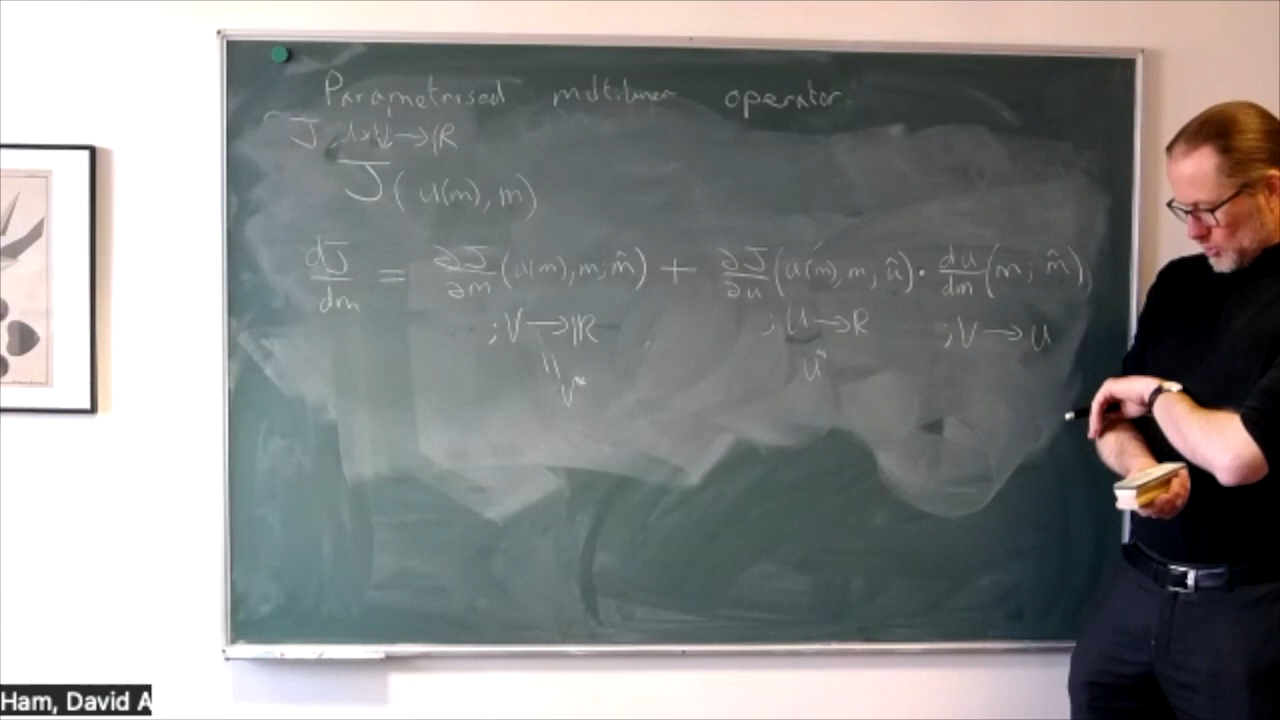 Parametrised multilinear operator.
J U×V→ℝ
J(u(m), m)
dJ/dm = ∂J/∂m (u(m), m; m̂) + ∂J/∂u (u(m), m; û) · du/dm (m; m̂)
; V → ℝ ; U → R ; V → U
= V* U*
Ham, David A